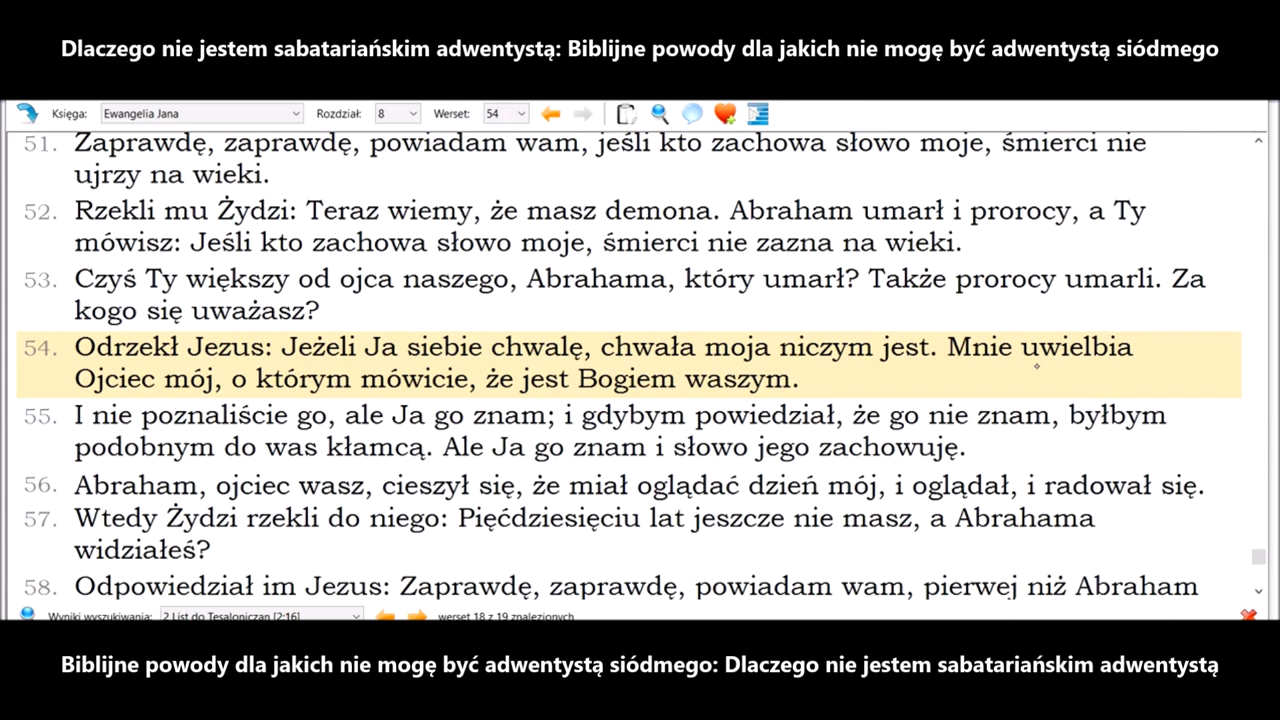 Dlaczego nie jestem sabatariańskim adwentystą: Biblijne powody dla jakich nie mogę być adwentystą siódmego
Księga: Ewangelia Jana Rozdział: 8 Werset: 54
51. Zaprawdę, zaprawdę, powiadam wam, jeśli kto zachowa słowo moje, śmierci nie
ujrzy na wieki.
52. Rzekli mu Żydzi: Teraz wiemy, że masz demona. Abraham umarł i prorocy, a Ty
mówisz: Jeśli kto zachowa słowo moje, śmierci nie zazna na wieki.
53. Czyś Ty większy od ojca naszego, Abrahama, który umarł? Także prorocy umarli. Za
kogo się uważasz?
54. Odrzekł Jezus: Jeżeli Ja siebie chwalę, chwała moja niczym jest. Mnie uwielbia
Ojciec mój, o którym mówicie, że jest Bogiem waszym.
55. I nie poznaliście go, ale Ja go znam; i gdybym powiedział, że go nie znam, byłbym
podobnym do was kłamcą. Ale Ja go znam i słowo jego zachowuję.
56. Abraham, ojciec wasz, cieszył się, że miał oglądać dzień mój, i oglądał, i radował się.
57. Wtedy Żydzi rzekli do niego: Pięćdziesięciu lat jeszcze nie masz, a Abrahama
widziałeś?
58. Odpowiedział im Jezus: Zaprawdę, zaprawdę, powiadam wam, pierwej niż Abraham
Wyniki wyszukiwania: 2 List do Tesaloniczan [2:16] werset 18 z 19 znalezionych
Biblijne powody dla jakich nie mogę być adwentystą siódmego: Dlaczego nie jestem sabatariańskim adwentystą